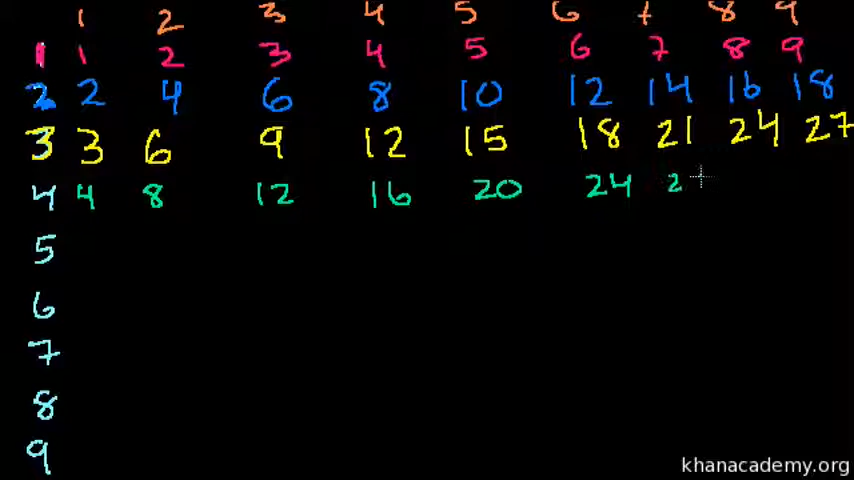 1 2 3 4 5 6 7 8 9
1 1 2 3 4 5 6 7 8 9
2 2 4 6 8 10 12 14 16 18
3 3 6 9 12 15 18 21 24 27
4 4 8 12 16 20 24 2
5
6
7
8
9
khanacademy.org